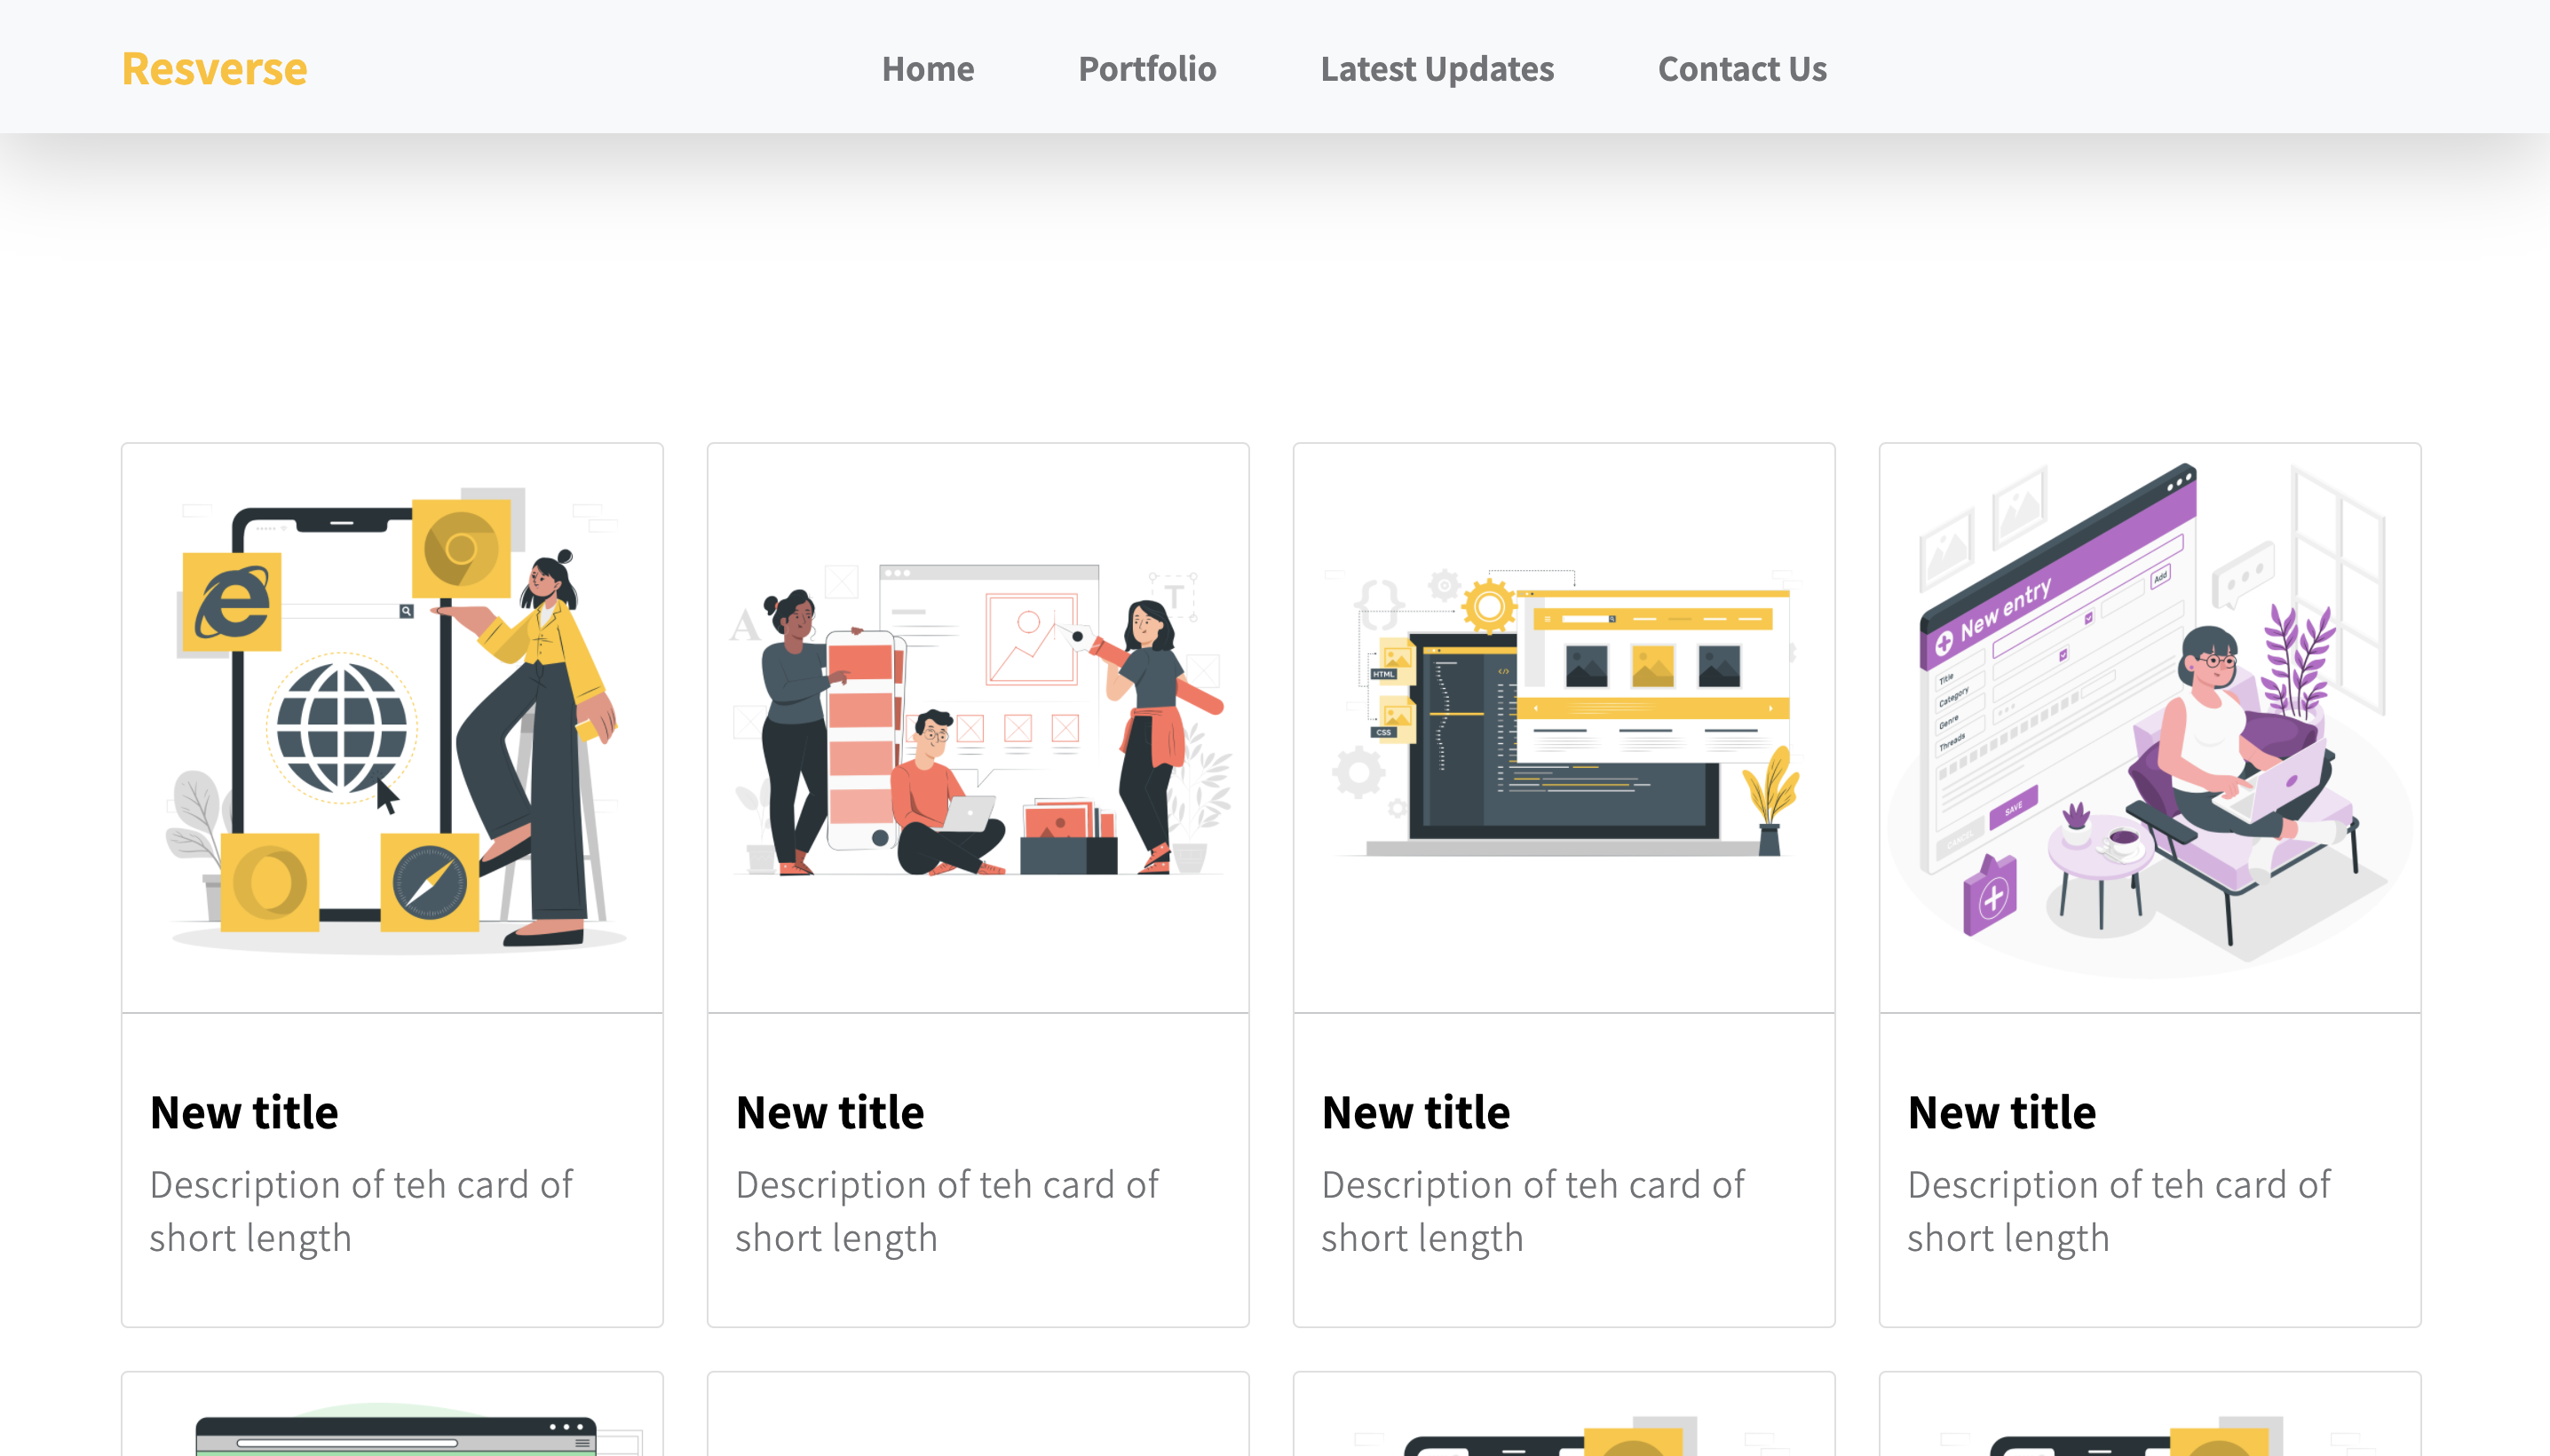 Resverse
Home Portfolio Latest Updates Contact Us
HTML
CSS
A
T
New entry
Add
Title
Category
Genre
Threads
SAVE
CANCEL
New title
Description of teh card of
short length
New title
Description of teh card of
short length
New title
Description of teh card of
short length
New title
Description of teh card of
short length